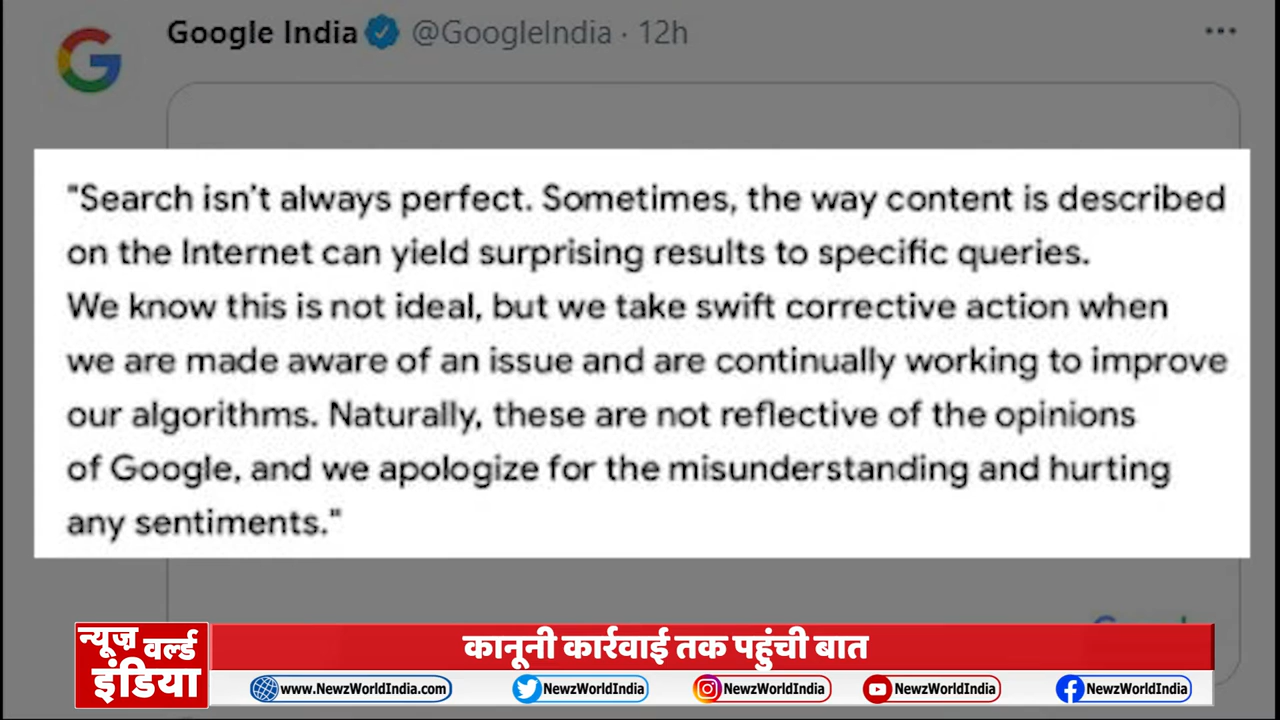 Google India @GoogleIndia · 12h
"Search isn't always perfect. Sometimes, the way content is described
on the Internet can yield surprising results to specific queries.
We know this is not ideal, but we take swift corrective action when
we are made aware of an issue and are continually working to improve
our algorithms. Naturally, these are not reflective of the opinions
of Google, and we apologize for the misunderstanding and hurting
any sentiments."
न्यूज़ वर्ल्ड
इंडिया
कानूनी कार्रवाई तक पहुंची बात
www.NewzWorldIndia.com NewzWorldIndia NewzWorldIndia NewzWorldIndia NewzWorldIndia